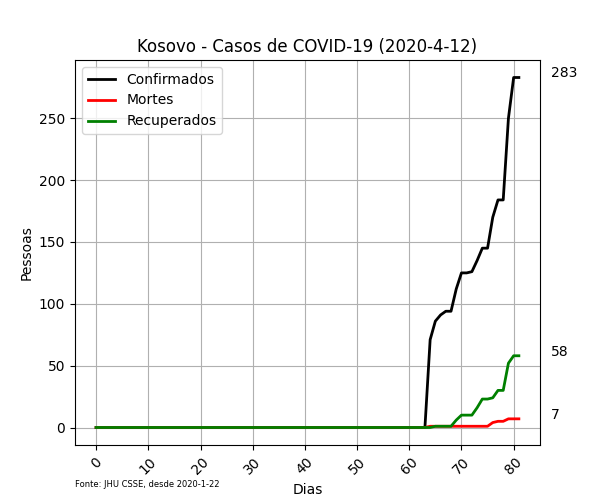 Kosovo - Casos de COVID-19 (2020-4-12)
Confirmados
Mortes
Recuperados
283
58
7
Pessoas
250
200
150
100
50
0
0 10 20 30 40 50 60 70 80
Dias
Fonte: JHU CSSE, desde 2020-1-22